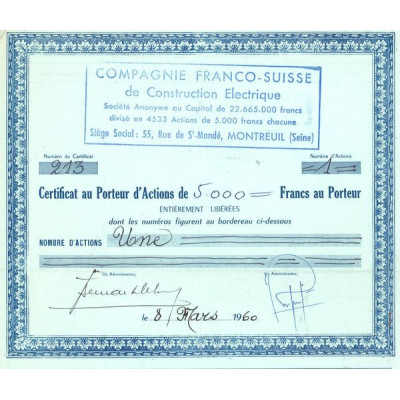 COMPAGNIE FRANCO-SUISSE
de Construction Electrique
Société Anonyme au Capital de 22.665.000 francs
divisé en 4533 Actions de 5.000 francs chacune
Siège Social : 55, Rue de St-Mandé, MONTREUIL (Seine)
Numéro du Certificat Nombre d'Actions
213 =1=
Certificat au Porteur d'Actions de 5.000 = Francs au Porteur
ENTIÈREMENT LIBÉRÉES
dont les numéros figurent au bordereau ci-dessous
NOMBRE D'ACTIONS Une
Un Administrateur, Un Administrateur,
le 8 Mars 1960